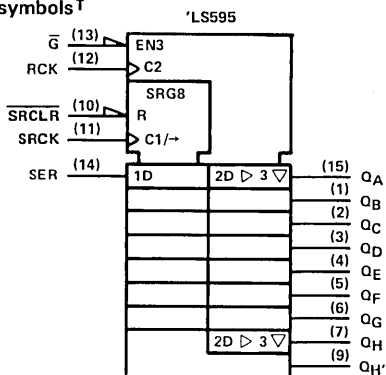 symbols†
'LS595
G̅ (13) EN3
RCK (12) C2
SRG8
S̅R̅C̅L̅R̅ (10) R
SRCK (11) C1/→
SER (14) 1D 2D ▷ 3 ▽ (15) QA
(1) QB
(2) QC
(3) QD
(4) QE
(5) QF
(6) QG
2D ▷ 3 ▽ (7) QH
(9) QH'